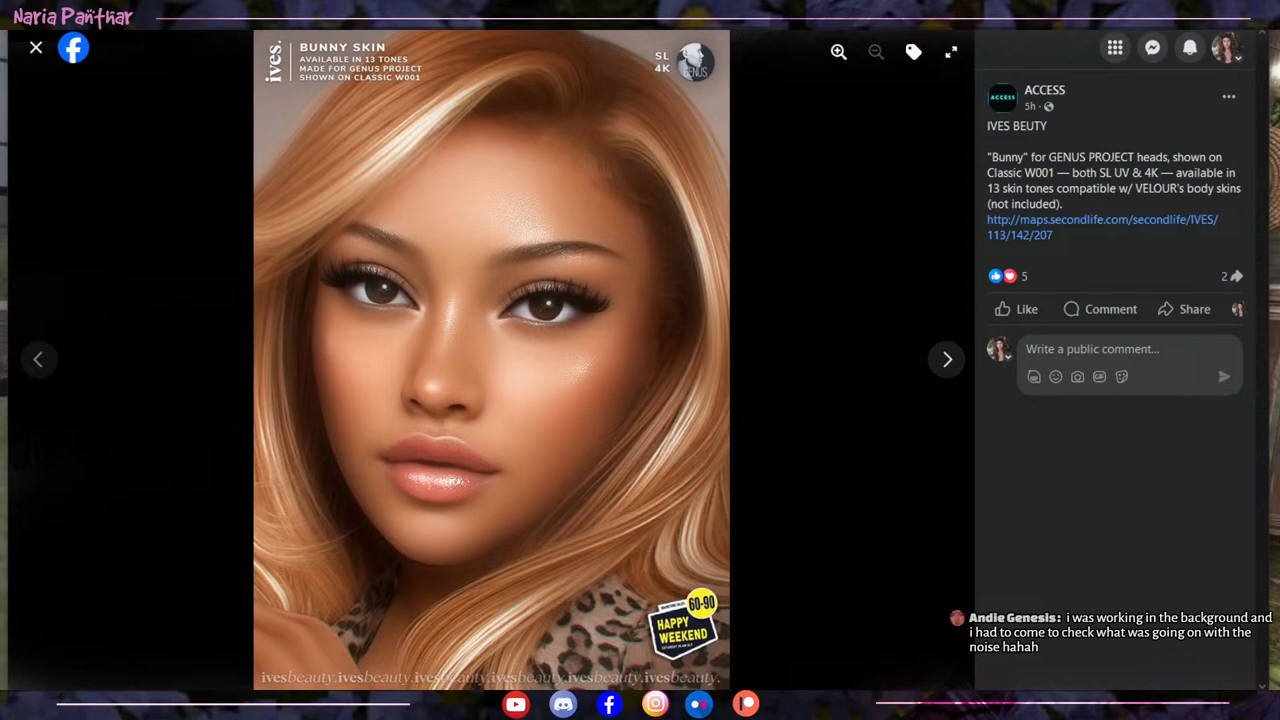 Naria Panthar
ives.
BUNNY SKIN
AVAILABLE IN 13 TONES
MADE FOR GENUS PROJECT
SHOWN ON CLASSIC W001
SL
4K
GENUS
ACCESS
ACCESS
5h
IVES BEUTY
"Bunny" for GENUS PROJECT heads, shown on
Classic W001 — both SL UV & 4K — available in
13 skin tones compatible w/ VELOUR's body skins
(not included).
http://maps.secondlife.com/secondlife/IVES/
113/142/207
5
2
Like
Comment
Share
Write a public comment...
GIF
60-90
HAPPY
WEEKEND
Andie Genesis: i was working in the background and
i had to come to check what was going on with the
noise hahah
ivesbeauty.ivesbeauty.ivesbeauty.ivesbeauty.ivesbeauty.ivesbeauty.